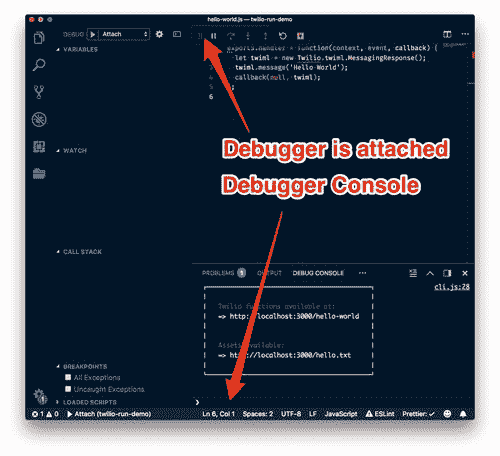 hello-world.js — twilio-run-demo
DEBUG Attach
VARIABLES
exports.handler = function(context, event, callback) {
let twiml = new Twilio.twiml.MessagingResponse();
twiml.message('Hello World');
callback(null, twiml);
};
6
Debugger is attached
Debugger Console
WATCH
CALL STACK
PROBLEMS 1 OUTPUT DEBUG CONSOLE
cli.js:28
Twilio functions available at:
=> http://localhost:3000/hello-world
Assets available:
=> http://localhost:3000/hello.txt
BREAKPOINTS
All Exceptions
Uncaught Exceptions
LOADED SCRIPTS
1 0 Attach (twilio-run-demo) Ln 6, Col 1 Spaces: 2 UTF-8 LF JavaScript ESLint Prettier: ✓